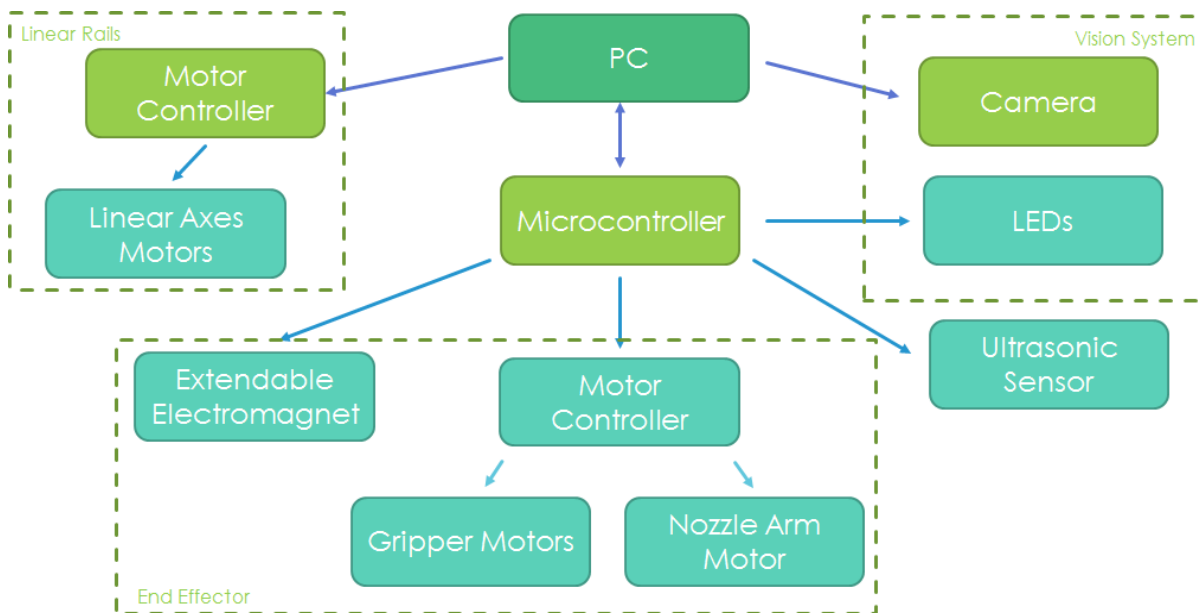 Linear Rails
Motor
Controller
Linear Axes
Motors
PC
Vision System
Camera
Microcontroller
LEDs
Ultrasonic
Sensor
Extendable
Electromagnet
Motor
Controller
Gripper Motors
Nozzle Arm
Motor
End Effector